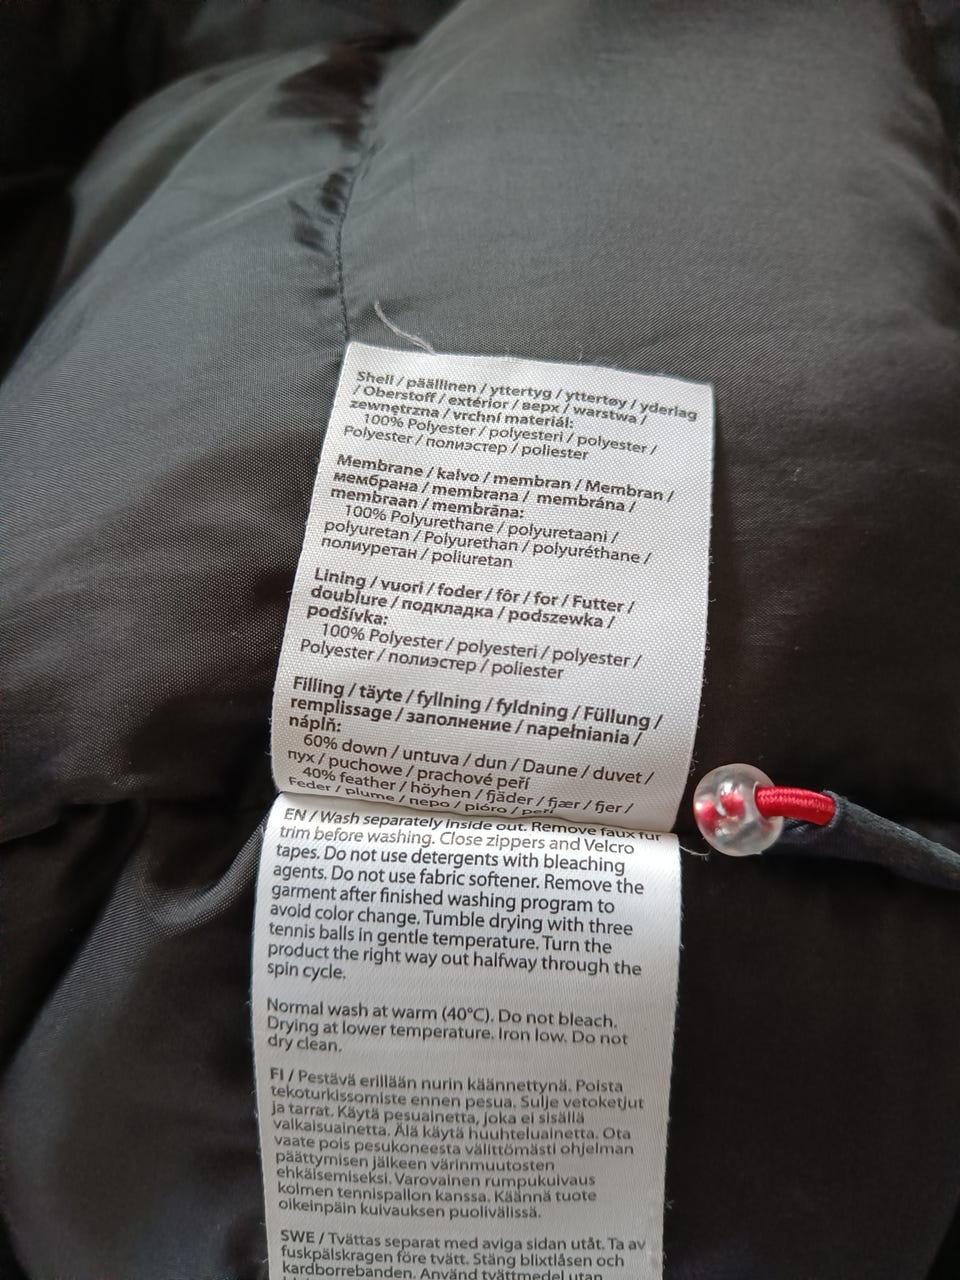 Shell / päällinen / yttertyg / yttertøy / yderlag
/ Oberstoff / extérior / верх / warstwa /
zewnętrzna / vrchní materiál:
100% Polyester / polyesteri / polyester /
Polyester / полиэстер / poliester
Membrane / kalvo / membran / Membran /
мембрана / membrana / membrána /
membraan / membrāna:
100% Polyurethane / polyuretaani /
polyuretan / Polyurethan / polyuréthane /
полиуретан / poliuretan
Lining / vuori / foder / fôr / for / Futter /
doublure / подкладка / podszewka /
podšívka:
100% Polyester / polyesteri / polyester /
Polyester / полиэстер / poliester
Filling / täyte / fyllning / fyldning / Füllung /
remplissage / заполнение / napełniania /
náplň:
60% down / untuva / dun / Daune / duvet /
пух / puchowe / prachové peří
40% feather / höyhen / fjäder / fjær / fjer /
Feder / plume / перо / pióro / peří
EN / Wash separately inside out. Remove faux fur
trim before washing. Close zippers and Velcro
tapes. Do not use detergents with bleaching
agents. Do not use fabric softener. Remove the
garment after finished washing program to
avoid color change. Tumble drying with three
tennis balls in gentle temperature. Turn the
product the right way out halfway through the
spin cycle.
Normal wash at warm (40°C). Do not bleach.
Drying at lower temperature. Iron low. Do not
dry clean.
FI / Pestävä erillään nurin käännettynä. Poista
tekoturkissomiste ennen pesua. Sulje vetoketjut
ja tarrat. Käytä pesuainetta, joka ei sisällä
valkaisuainetta. Älä käytä huuhteluainetta. Ota
vaate pois pesukoneesta välittömästi ohjelman
päättymisen jälkeen värinmuutosten
ehkäisemiseksi. Varovainen rumpukuivaus
kolmen tennispallon kanssa. Käännä tuote
oikeinpäin kuivauksen puolivälissä.
SWE / Tvättas separat med aviga sidan utåt. Ta av
fuskpälskragen före tvätt. Stäng blixtlåsen och
kardborrebanden. Använd tvättmedel utan